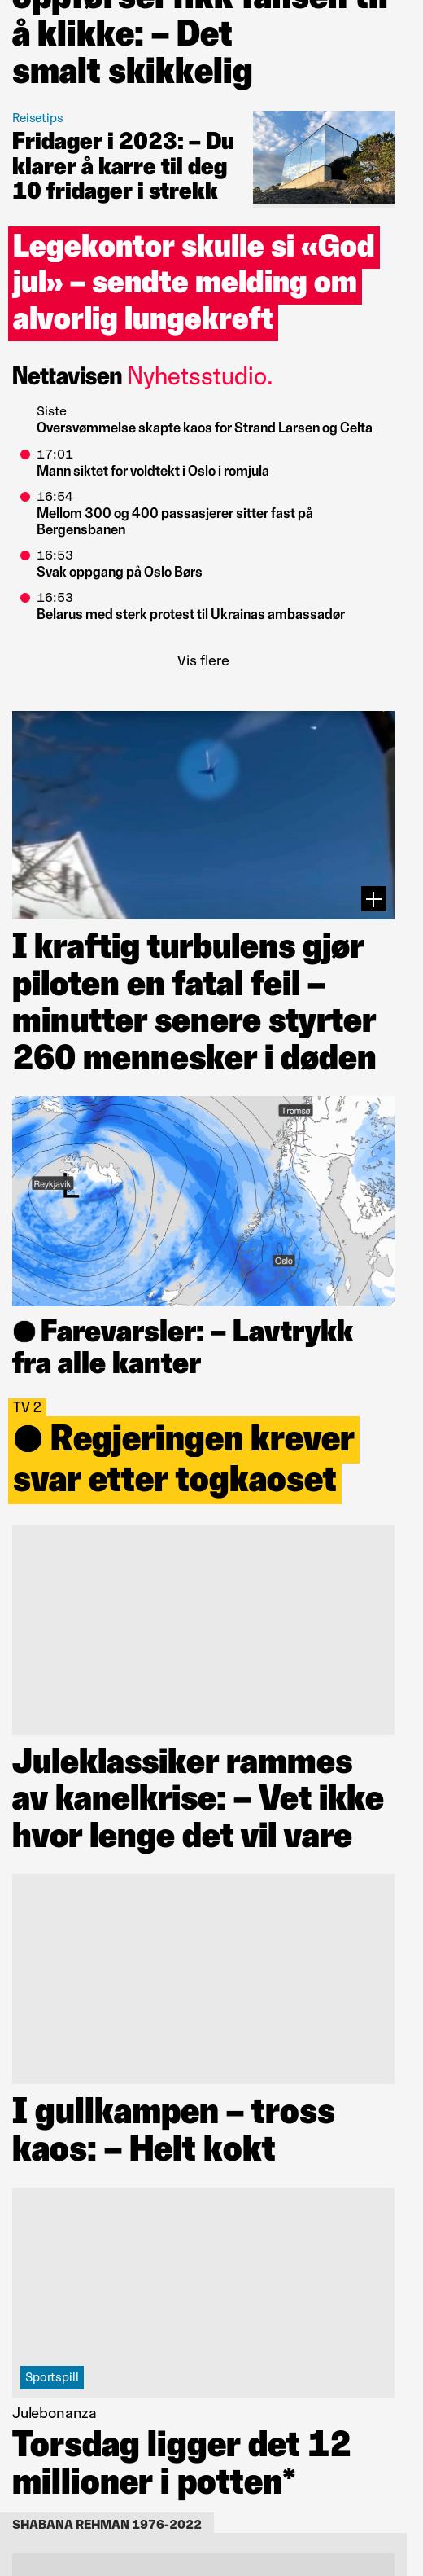 å klikke: – Det
smalt skikkelig
Reisetips
Fridager i 2023: – Du
klarer å karre til deg
10 fridager i strekk
Legekontor skulle si «God
jul» – sendte melding om
alvorlig lungekreft
Nettavisen Nyhetsstudio.
Siste
Oversvømmelse skapte kaos for Strand Larsen og Celta
17:01
Mann siktet for voldtekt i Oslo i romjula
16:54
Mellom 300 og 400 passasjerer sitter fast på
Bergensbanen
16:53
Svak oppgang på Oslo Børs
16:53
Belarus med sterk protest til Ukrainas ambassadør
Vis flere
I kraftig turbulens gjør
piloten en fatal feil –
minutter senere styrter
260 mennesker i døden
Tromsø
Reykjavik
L
Oslo
Farevarsler: – Lavtrykk
fra alle kanter
TV 2
Regjeringen krever
svar etter togkaoset
Juleklassiker rammes
av kanelkrise: – Vet ikke
hvor lenge det vil vare
I gullkampen – tross
kaos: – Helt kokt
Sportspill
Julebonanza
Torsdag ligger det 12
millioner i potten*
SHABANA REHMAN 1976-2022